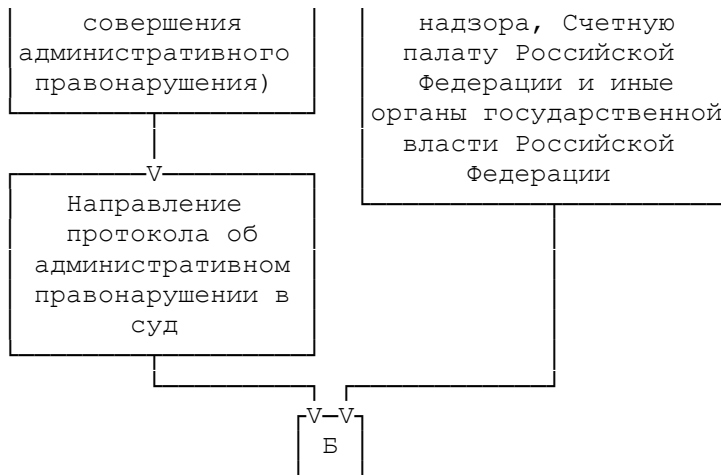 совершения
административного
правонарушения)
надзора, Счетную
палату Российской
Федерации и иные
органы государственной
власти Российской
Федерации
V
Направление
протокола об
административном
правонарушении в
суд
V V
Б